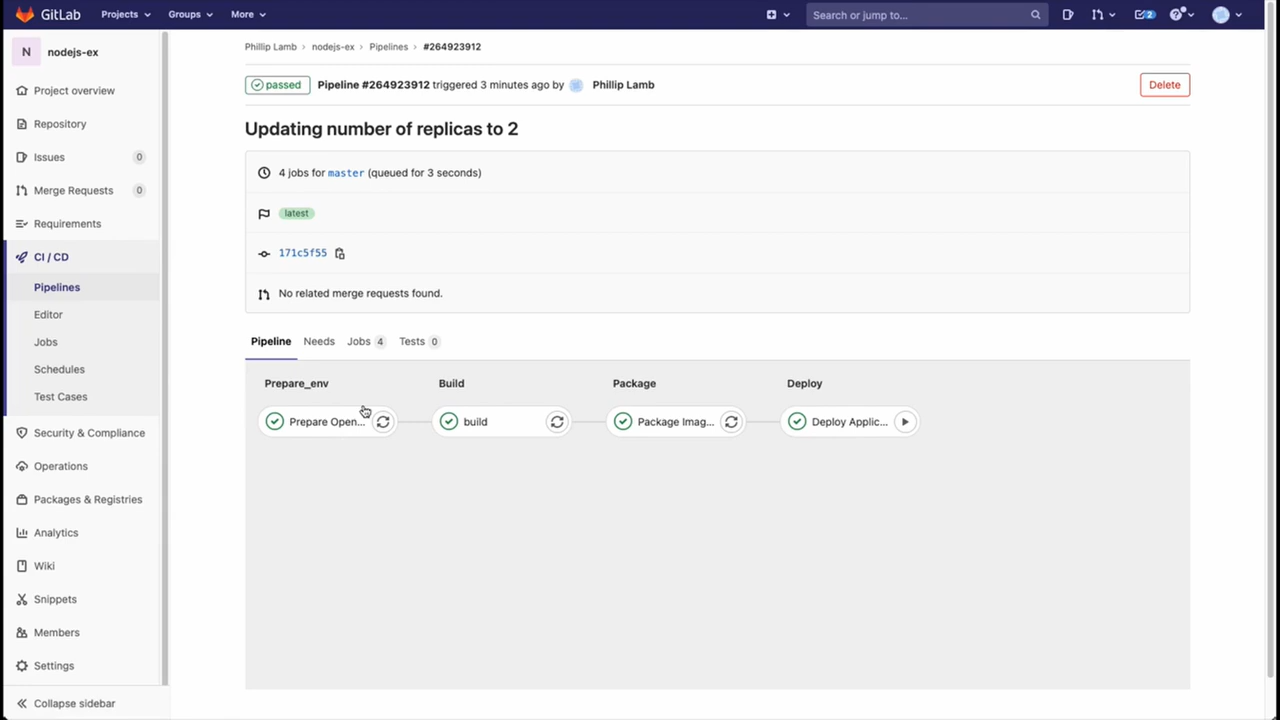 GitLab Projects Groups More Search or jump to... 2
N nodejs-ex
Project overview
Repository
Issues 0
Merge Requests 0
Requirements
CI / CD
Pipelines
Editor
Jobs
Schedules
Test Cases
Security & Compliance
Operations
Packages & Registries
Analytics
Wiki
Snippets
Members
Settings
Collapse sidebar
Phillip Lamb › nodejs-ex › Pipelines › #264923912
passed Pipeline #264923912 triggered 3 minutes ago by Phillip Lamb Delete
Updating number of replicas to 2
4 jobs for master (queued for 3 seconds)
latest
171c5f55
No related merge requests found.
Pipeline Needs Jobs 4 Tests 0
Prepare_env Build Package Deploy
Prepare Open... build Package Imag... Deploy Applic...